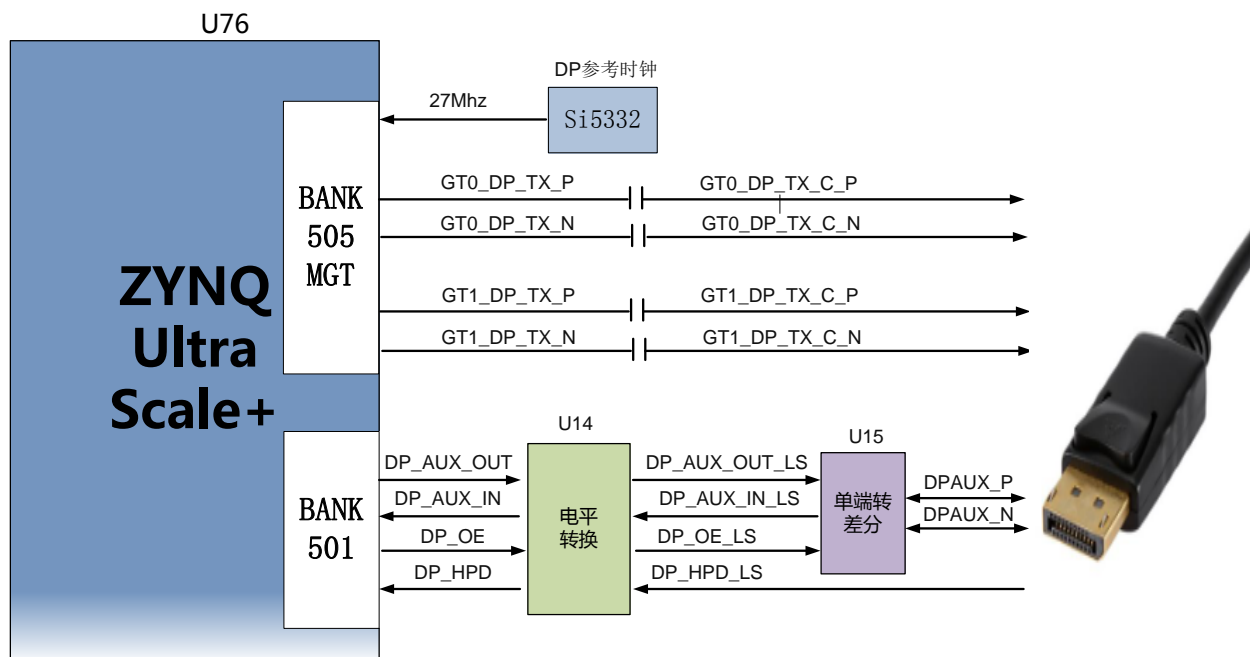 U76
DP参考时钟
27Mhz
Si5332
GT0_DP_TX_P
GT0_DP_TX_C_P
GT0_DP_TX_N
GT0_DP_TX_C_N
BANK
505
MGT
GT1_DP_TX_P
GT1_DP_TX_C_P
GT1_DP_TX_N
GT1_DP_TX_C_N
ZYNQ
Ultra
Scale+
U14
U15
DP_AUX_OUT
DP_AUX_OUT_LS
DP_AUX_IN
DP_AUX_IN_LS
DP_OE
DP_OE_LS
DP_HPD
DP_HPD_LS
BANK
501
电平
转换
单端转
差分
DPAUX_P
DPAUX_N